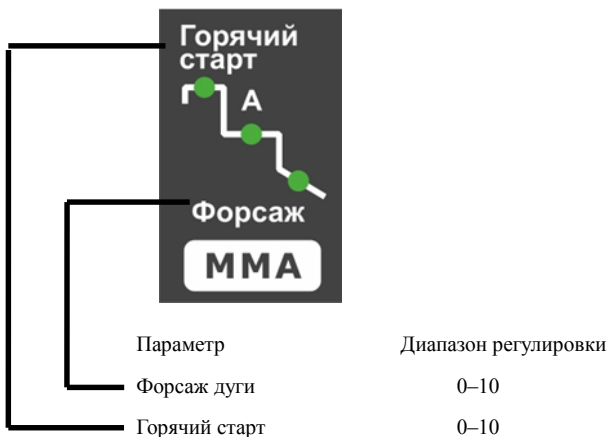 Горячий
старт
А
Форсаж
ММА
Параметр Диапазон регулировки
Форсаж дуги 0–10
Горячий старт 0–10